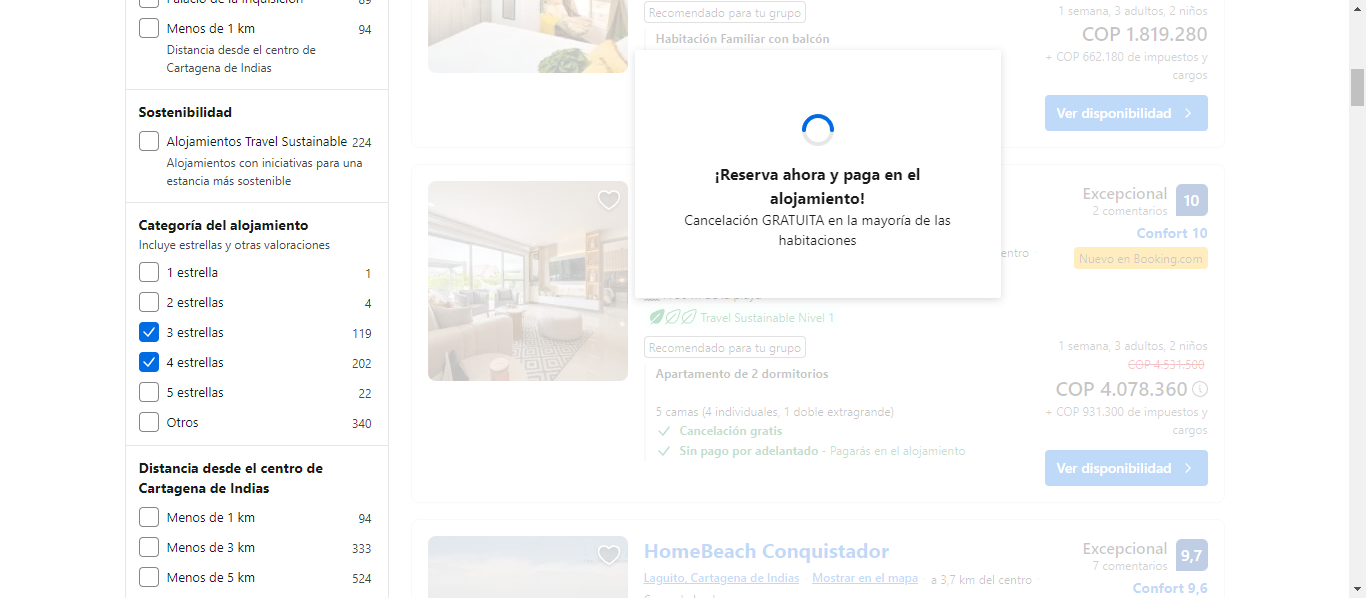 Palacio de la Inquisición 89
Menos de 1 km 94
Distancia desde el centro de
Cartagena de Indias
Sostenibilidad
Alojamientos Travel Sustainable 224
Alojamientos con iniciativas para una
estancia más sostenible
Categoría del alojamiento
Incluye estrellas y otras valoraciones
1 estrella 1
2 estrellas 4
3 estrellas 119
4 estrellas 202
5 estrellas 22
Otros 340
Distancia desde el centro de
Cartagena de Indias
Menos de 1 km 94
Menos de 3 km 333
Menos de 5 km 524
Recomendado para tu grupo
Habitación Familiar con balcón
1 semana, 3 adultos, 2 niños
COP 1.819.280
+ COP 662.180 de impuestos y
cargos
Ver disponibilidad
¡Reserva ahora y paga en el
alojamiento!
Cancelación GRATUITA en la mayoría de las
habitaciones
Excepcional 10
2 comentarios
Confort 10
Nuevo en Booking.com
entro
Travel Sustainable Nivel 1
Recomendado para tu grupo
Apartamento de 2 dormitorios
5 camas (4 individuales, 1 doble extragrande)
Cancelación gratis
Sin pago por adelantado - Pagarás en el alojamiento
1 semana, 3 adultos, 2 niños
COP 4.531.500
COP 4.078.360
+ COP 931.300 de impuestos y
cargos
Ver disponibilidad
HomeBeach Conquistador
Laguito, Cartagena de Indias Mostrar en el mapa a 3,7 km del centro
Excepcional 9,7
7 comentarios
Confort 9,6